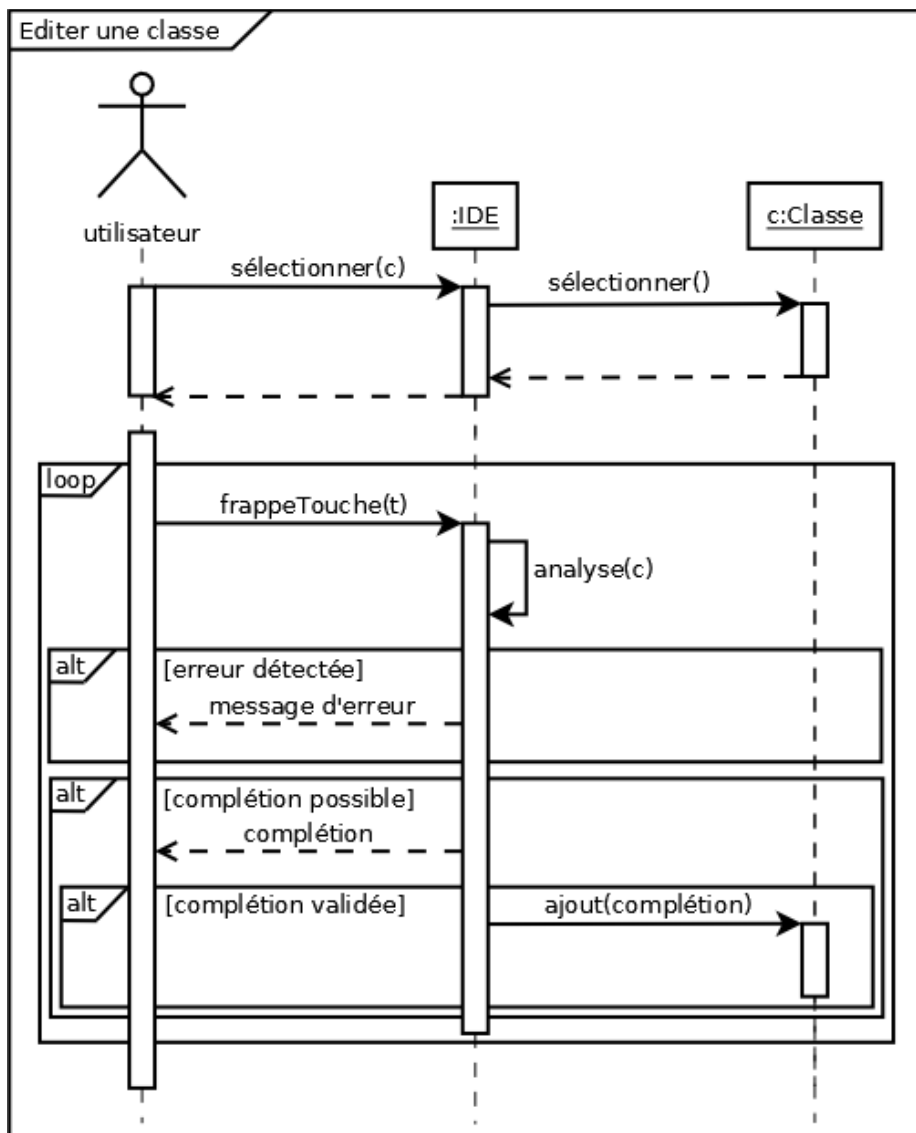 Editer une classe
utilisateur
:IDE
c:Classe
sélectionner(c)
sélectionner()
loop
frappeTouche(t)
analyse(c)
alt
[erreur détectée]
message d'erreur
alt
[complétion possible]
complétion
alt
[complétion validée]
ajout(complétion)